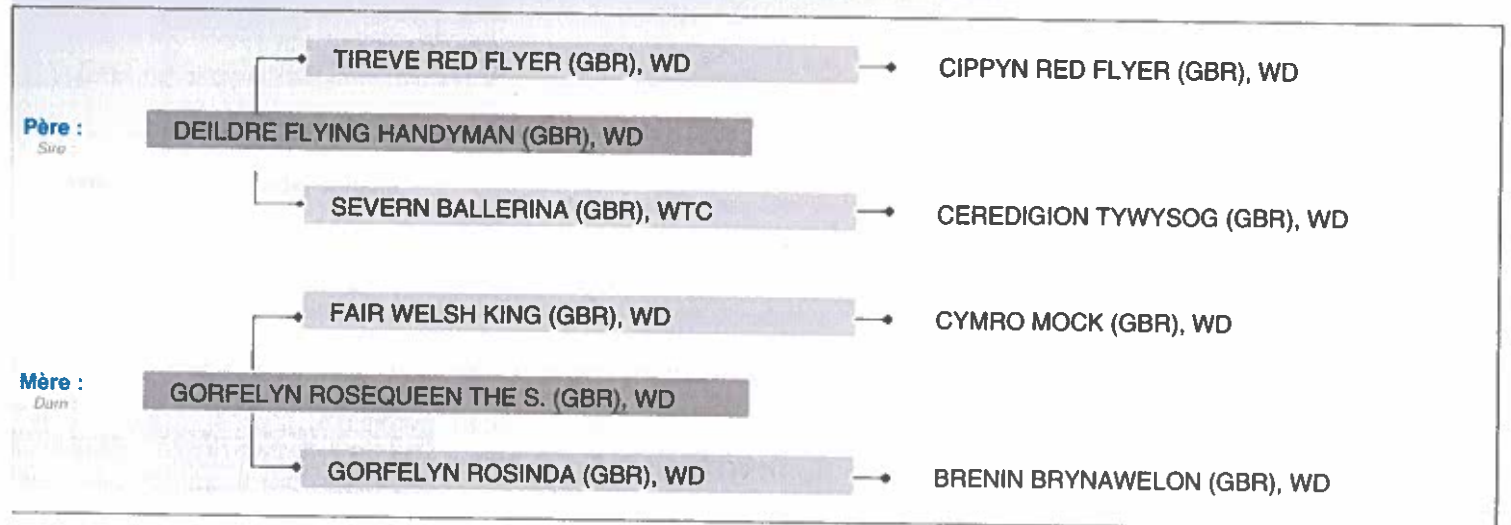 TIREVE RED FLYER (GBR), WD
CIPPYN RED FLYER (GBR), WD
Père :
Sire :
DEILDRE FLYING HANDYMAN (GBR), WD
SEVERN BALLERINA (GBR), WTC
CEREDIGION TYWYSOG (GBR), WD
FAIR WELSH KING (GBR), WD
CYMRO MOCK (GBR), WD
Mère :
Dam :
GORFELYN ROSEQUEEN THE S. (GBR), WD
GORFELYN ROSINDA (GBR), WD
BRENIN BRYNAWELON (GBR), WD